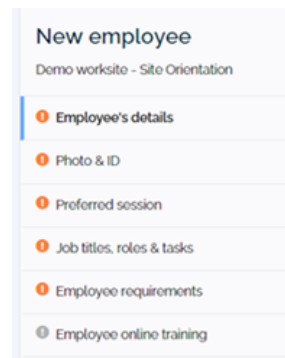 New employee
Demo worksite - Site Orientation
Employee's details
Photo & ID
Preferred session
Job titles, roles & tasks
Employee requirements
Employee online training